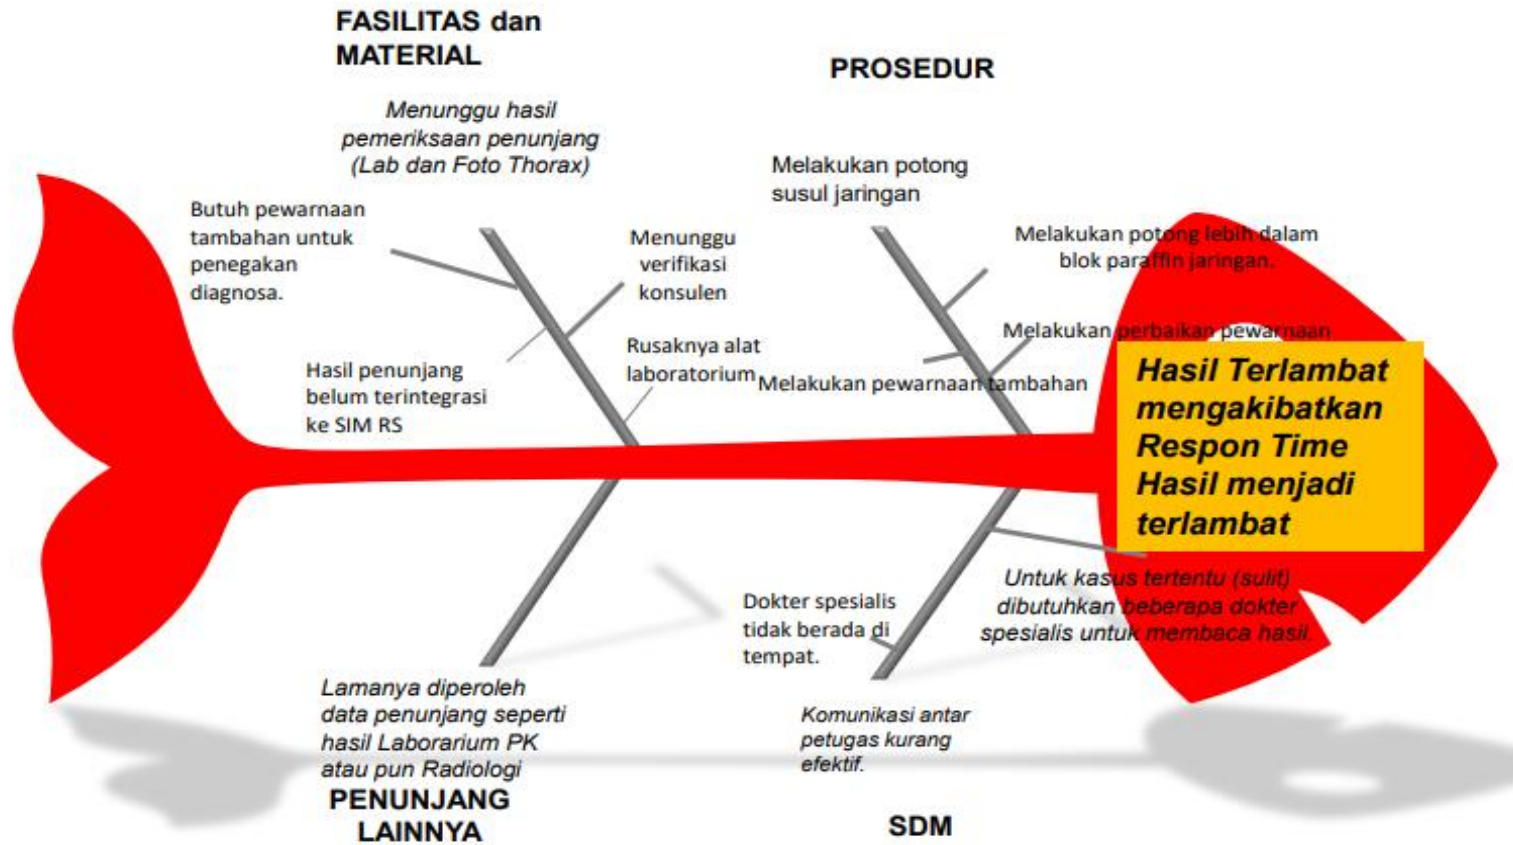 FASILITAS dan
MATERIAL
PROSEDUR
Menunggu hasil
pemeriksaan penunjang
(Lab dan Foto Thorax)
Melakukan potong
susul jaringan
Butuh pewarnaan
tambahan untuk
penegakan
diagnosa.
Menunggu
verifikasi
konsulen
Melakukan potong lebih dalam
blok paraffin jaringan.
Hasil penunjang
belum terintegrasi
ke SIM RS
Rusaknya alat
laboratorium
Melakukan perbaikan pewarnaan
Melakukan pewarnaan tambahan
Hasil Terlambat
mengakibatkan
Respon Time
Hasil menjadi
terlambat
Dokter spesialis
tidak berada di
tempat.
Untuk kasus tertentu (sulit)
dibutuhkan beberapa dokter
spesialis untuk membaca hasil.
Lamanya diperoleh
data penunjang seperti
hasil Laborarium PK
atau pun Radiologi
Komunikasi antar
petugas kurang
efektif.
PENUNJANG
LAINNYA
SDM